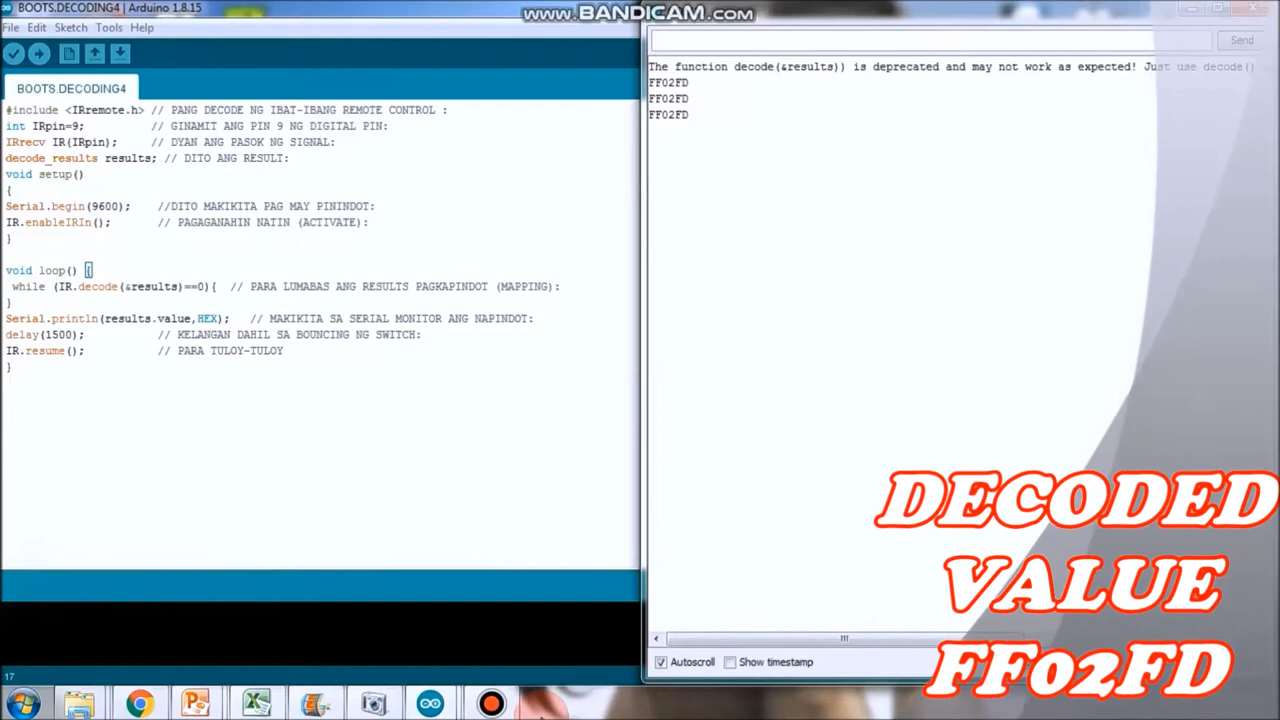 BOOTS.DECODING4 | Arduino 1.8.15
www.BANDICAM.com
File Edit Sketch Tools Help
BOOTS.DECODING4
#include <IRremote.h> // PANG DECODE NG IBAT-IBANG REMOTE CONTROL :
int IRpin=9; // GINAMIT ANG PIN 9 NG DIGITAL PIN:
IRrecv IR(IRpin); // DYAN ANG PASOK NG SIGNAL:
decode_results results; // DITO ANG RESULT:
void setup()
{
Serial.begin(9600); //DITO MAKIKITA PAG MAY PININDOT:
IR.enableIRIn(); // PAGAGANAHIN NATIN (ACTIVATE):
}
void loop() {
while (IR.decode(&results)==0){ // PARA LUMABAS ANG RESULTS PAGKAPINDOT (MAPPING):
}
Serial.println(results.value,HEX); // MAKIKITA SA SERIAL MONITOR ANG NAPINDOT:
delay(1500); // KELANGAN DAHIL SA BOUNCING NG SWITCH:
IR.resume(); // PARA TULOY-TULOY
}
17
Send
The function decode(&results)) is deprecated and may not work as expected! Just use decode()
FF02FD
FF02FD
FF02FD
Autoscroll Show timestamp
DECODED
VALUE
FF02FD